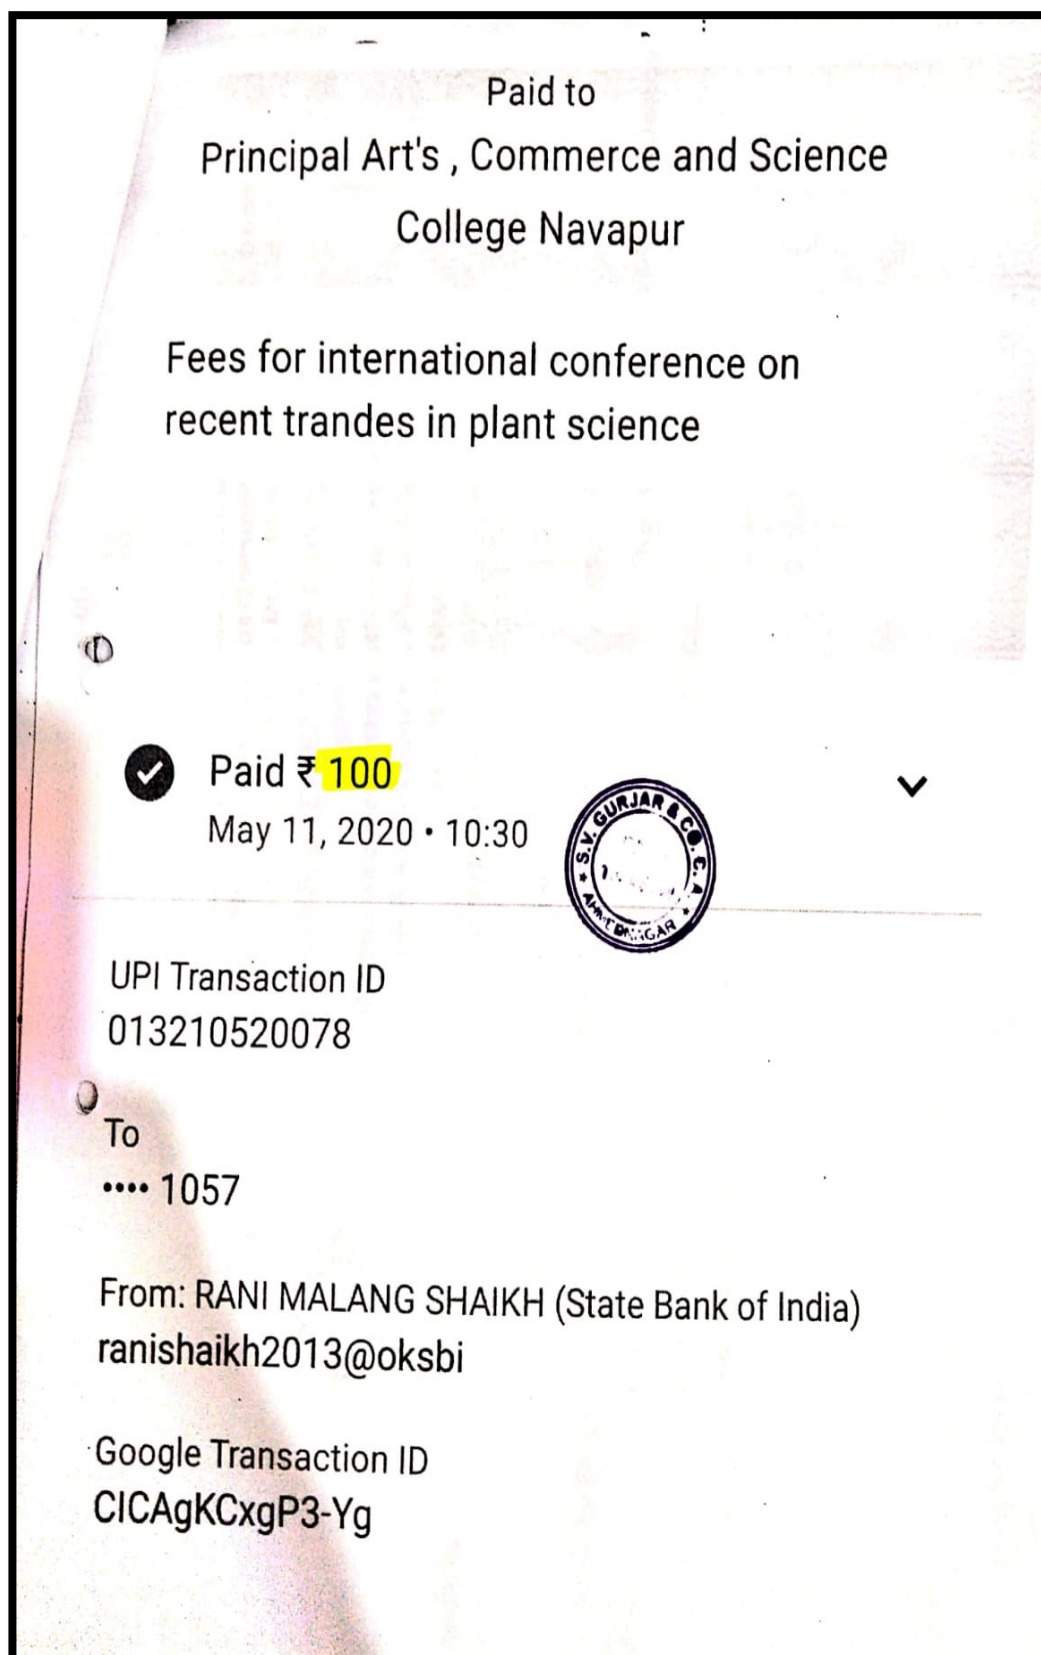 Paid to
Principal Art's , Commerce and Science
College Navapur
Fees for international conference on
recent trandes in plant science
Paid ₹ 100
May 11, 2020 • 10:30
S.V. GURJAR & CO. C. A.
AHMEDNAGAR
UPI Transaction ID
013210520078
To
•••• 1057
From: RANI MALANG SHAIKH (State Bank of India)
ranishaikh2013@oksbi
Google Transaction ID
CICAgKCxgP3-Yg